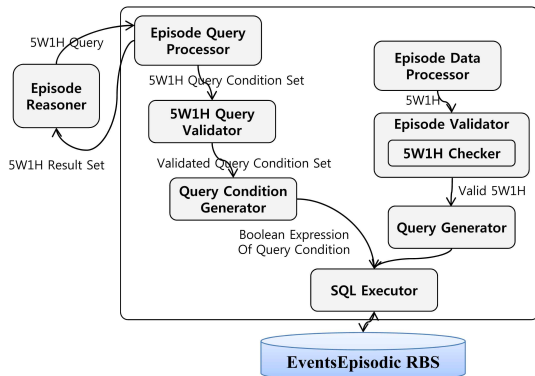 5W1H Query
Episode Query
Processor
Episode
Reasoner
5W1H Result Set
5W1H Query Condition Set
5W1H Query
Validator
Validated Query Condition Set
Query Condition
Generator
Boolean Expression
Of Query Condition
Episode Data
Processor
5W1H
Episode Validator
5W1H Checker
Valid 5W1H
Query Generator
SQL Executor
EventsEpisodic RBS